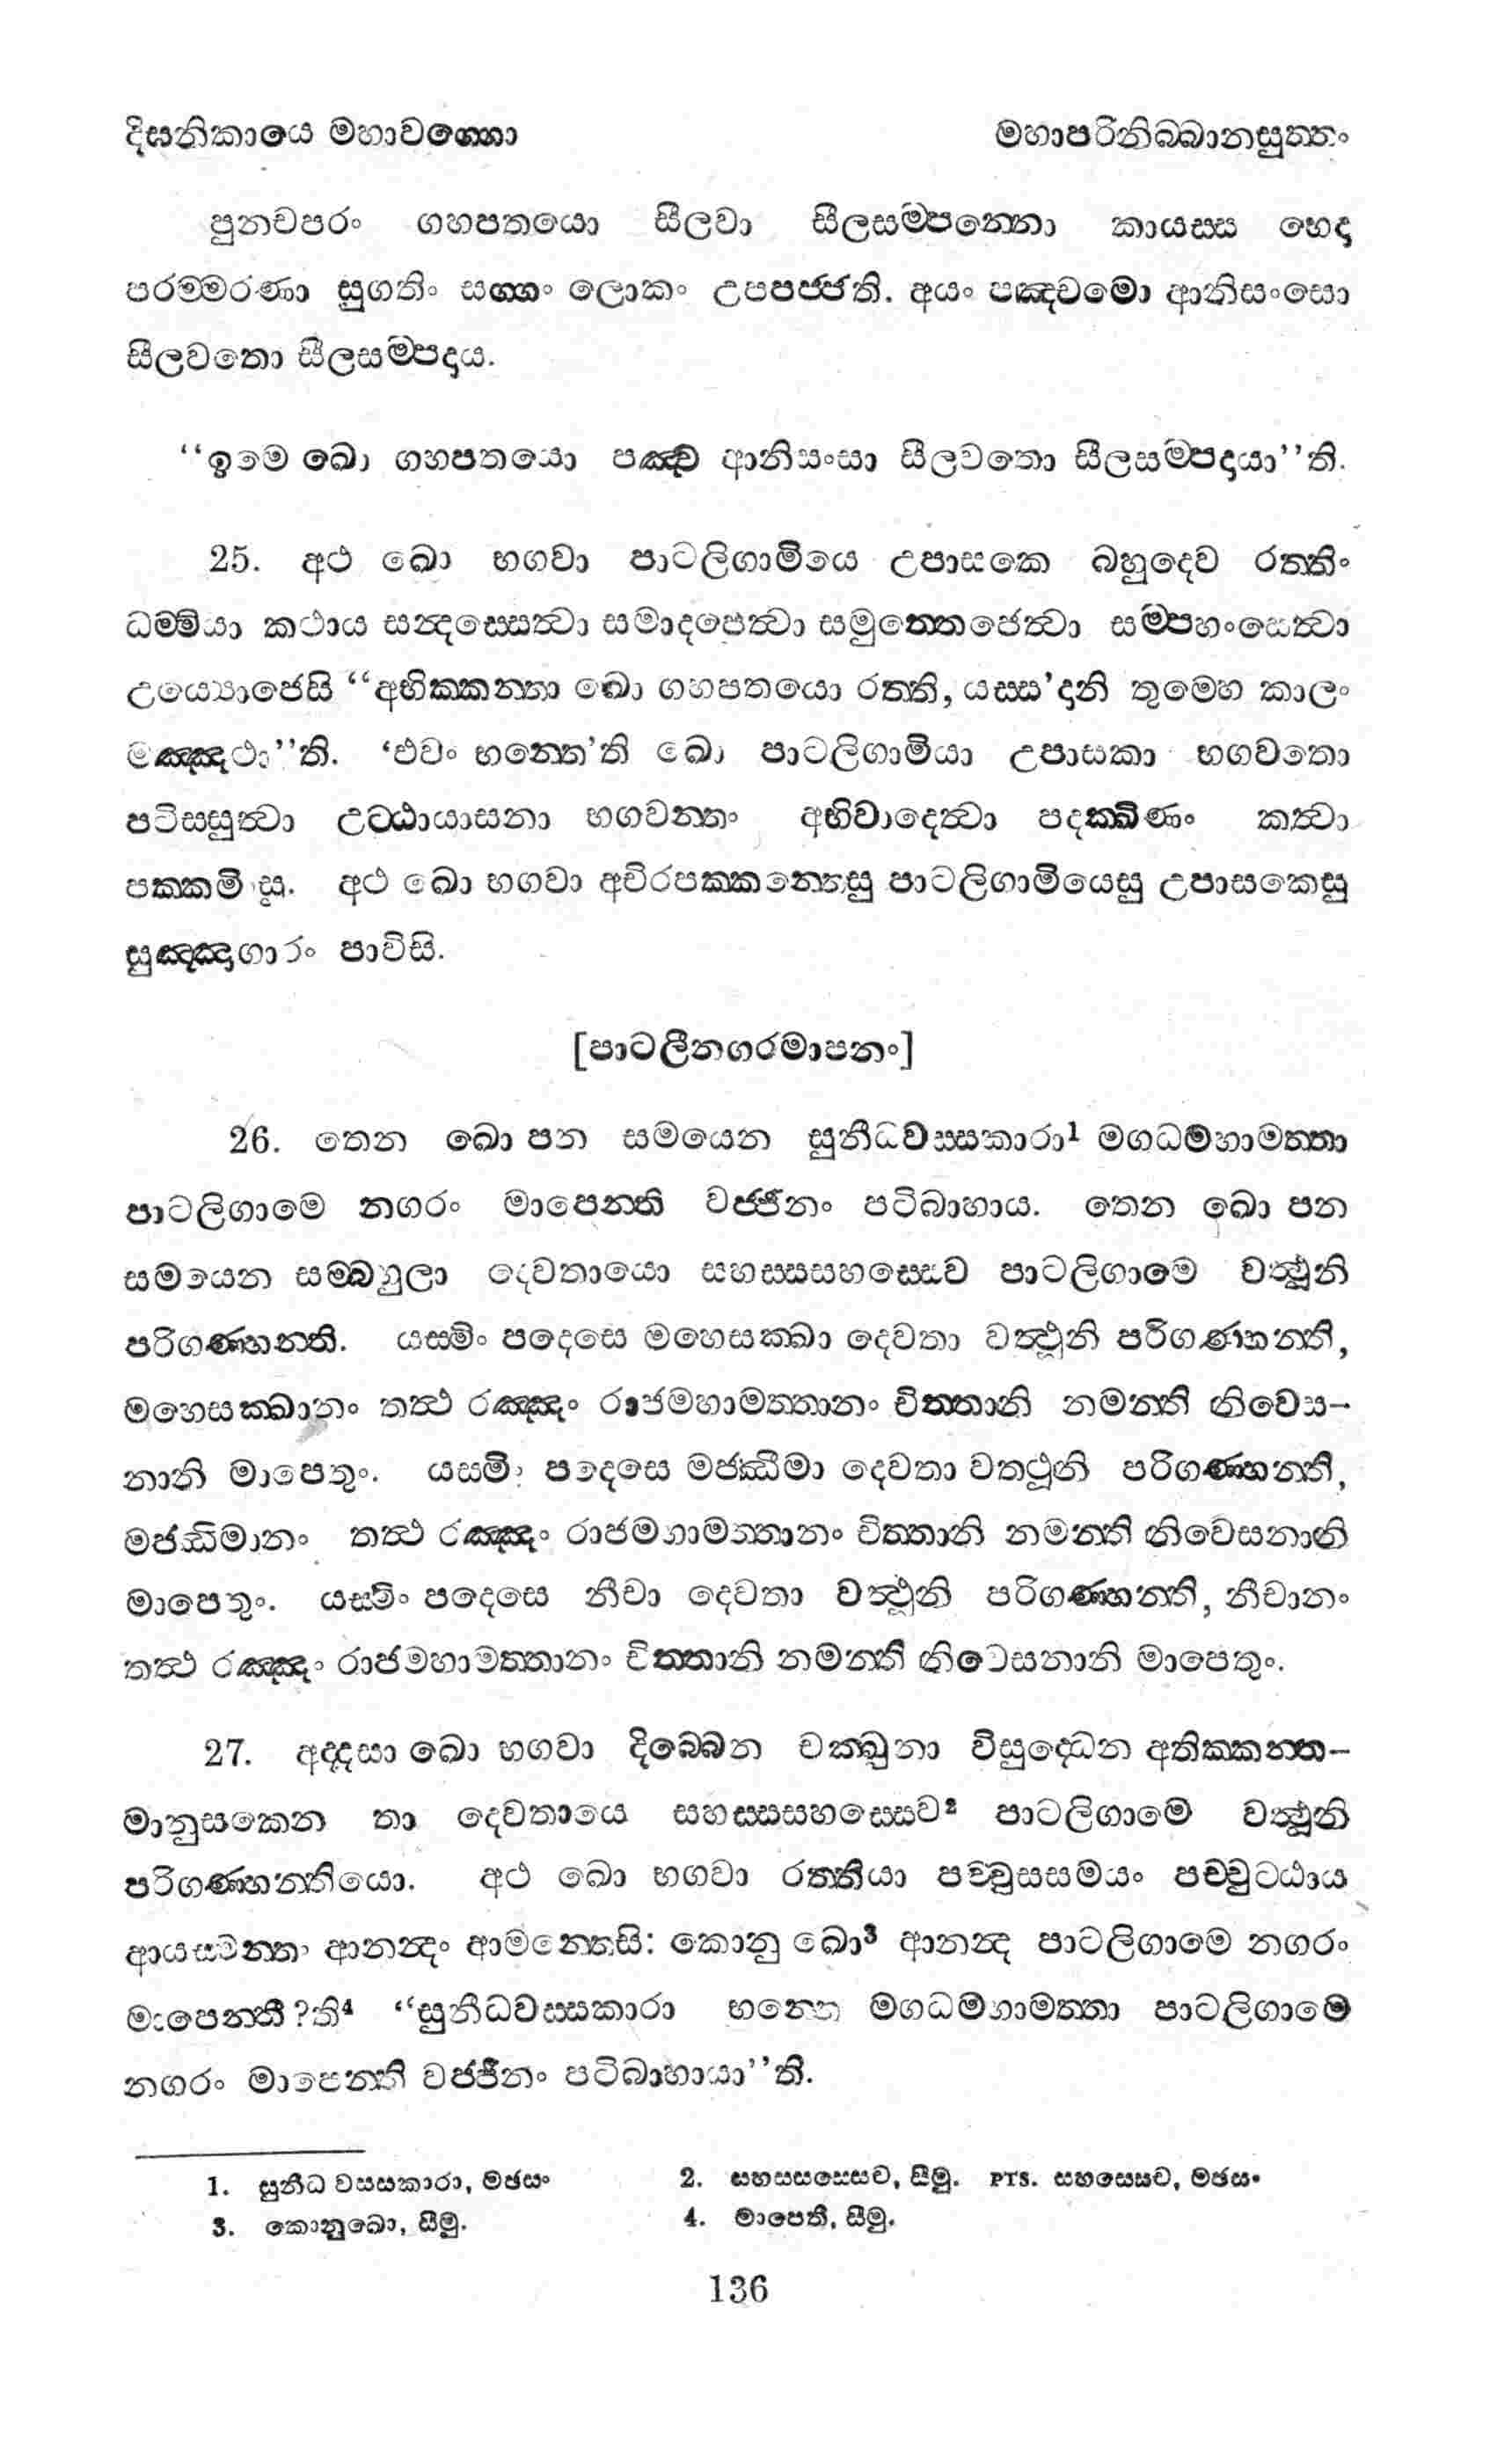 දීඝනිකායෙ මහාවග්ගො
මහාපරිනිබ්බානසුත්තං
පුනචපරං ගහපතයො සීලවා සීලසම්පන්නො කායස්ස භෙදා
පරම්මරණා සුගතිං සග්ගං ලොකං උපපජ්ජති. අයං පඤ්චමො ආනිසංසො
සීලවතො සීලසම්පදාය.
“ඉමෙ ඛො ගහපතයො පඤ්ච ආනිසංසා සීලවතො සීලසම්පදායා”ති.
25. අථ ඛො භගවා පාටලිගාමියෙ උපාසකෙ බහුදෙව රත්තිං
ධම්මියා කථාය සන්දස්සෙත්වා සමාදපෙත්වා සමුත්තෙජෙත්වා සම්පහංසෙත්වා
උය්‍යොජෙසි “අභික්කන්තා ඛො ගහපතයො රත්ති, යස්ස’දානි තුම්හෙ කාලං
මඤ්ඤථා”ති. ‘එවං භන්තෙ’ති ඛො පාටලිගාමියා උපාසකා භගවතො
පටිස්සුත්වා උට්ඨායාසනා භගවන්තං අභිවාදෙත්වා පදක්ඛිණං කත්වා
පක්කමිංසු. අථ ඛො භගවා අචිරපක්කන්තෙසු පාටලිගාමියෙසු උපාසකෙසු
සුඤ්ඤාගාරං පාවිසි.
[පාටලීනගරමාපනං]
26. තෙන ඛො පන සමයෙන සුනීධවස්සකාරා¹ මගධමහාමත්තා
පාටලිගාමෙ නගරං මාපෙන්ති වජ්ජීනං පටිබාහාය. තෙන ඛො පන
සමයෙන සම්බහුලා දෙවතායො සහස්සසහස්සෙව පාටලිගාමෙ වත්ථූනි
පරිගණ්හන්ති. යස්මිං පදෙසෙ මහෙසක්ඛා දෙවතා වත්ථූනි පරිගණ්හන්ති,
මහෙසක්ඛානං තත්ථ රඤ්ඤං රාජමහාමත්තානං චිත්තානි නමන්ති නිවෙස-
නානි මාපෙතුං. යස්මිං පදෙසෙ මජ්ඣිමා දෙවතා වත්ථූනි පරිගණ්හන්ති,
මජ්ඣිමානං තත්ථ රඤ්ඤං රාජමහාමත්තානං චිත්තානි නමන්ති නිවෙසනානි
මාපෙතුං. යස්මිං පදෙසෙ නීචා දෙවතා වත්ථූනි පරිගණ්හන්ති, නීචානං
තත්ථ රඤ්ඤං රාජමහාමත්තානං චිත්තානි නමන්ති නිවෙසනානි මාපෙතුං.
27. අද්දසා ඛො භගවා දිබ්බෙන චක්ඛුනා විසුද්ධෙන අතික්කන්ත-
මානුසකෙන තා දෙවතායෙ සහස්සසහස්සෙව² පාටලිගාමෙ වත්ථූනි
පරිගණ්හන්තියො. අථ ඛො භගවා රත්තියා පච්චුසසමයං පච්චුට්ඨාය
ආයස්මන්තං ආනන්දං ආමන්තෙසි: කොනු ඛො³ ආනන්ද පාටලිගාමෙ නගරං
මාපෙන්තී?ති⁴ “සුනීධවස්සකාරා භන්තෙ මගධමහාමත්තා පාටලිගාමෙ
නගරං මාපෙන්ති වජ්ජීනං පටිබාහායා”ති.
1. සුනීධ වස්සකාරා, මඡසං
2. සහස්සස්සෙව, සීමු. PTS. සහස්සෙව, මඡසං
3. කොනුඛො, සීමු.
4. මාපෙතී, සීමු.
136